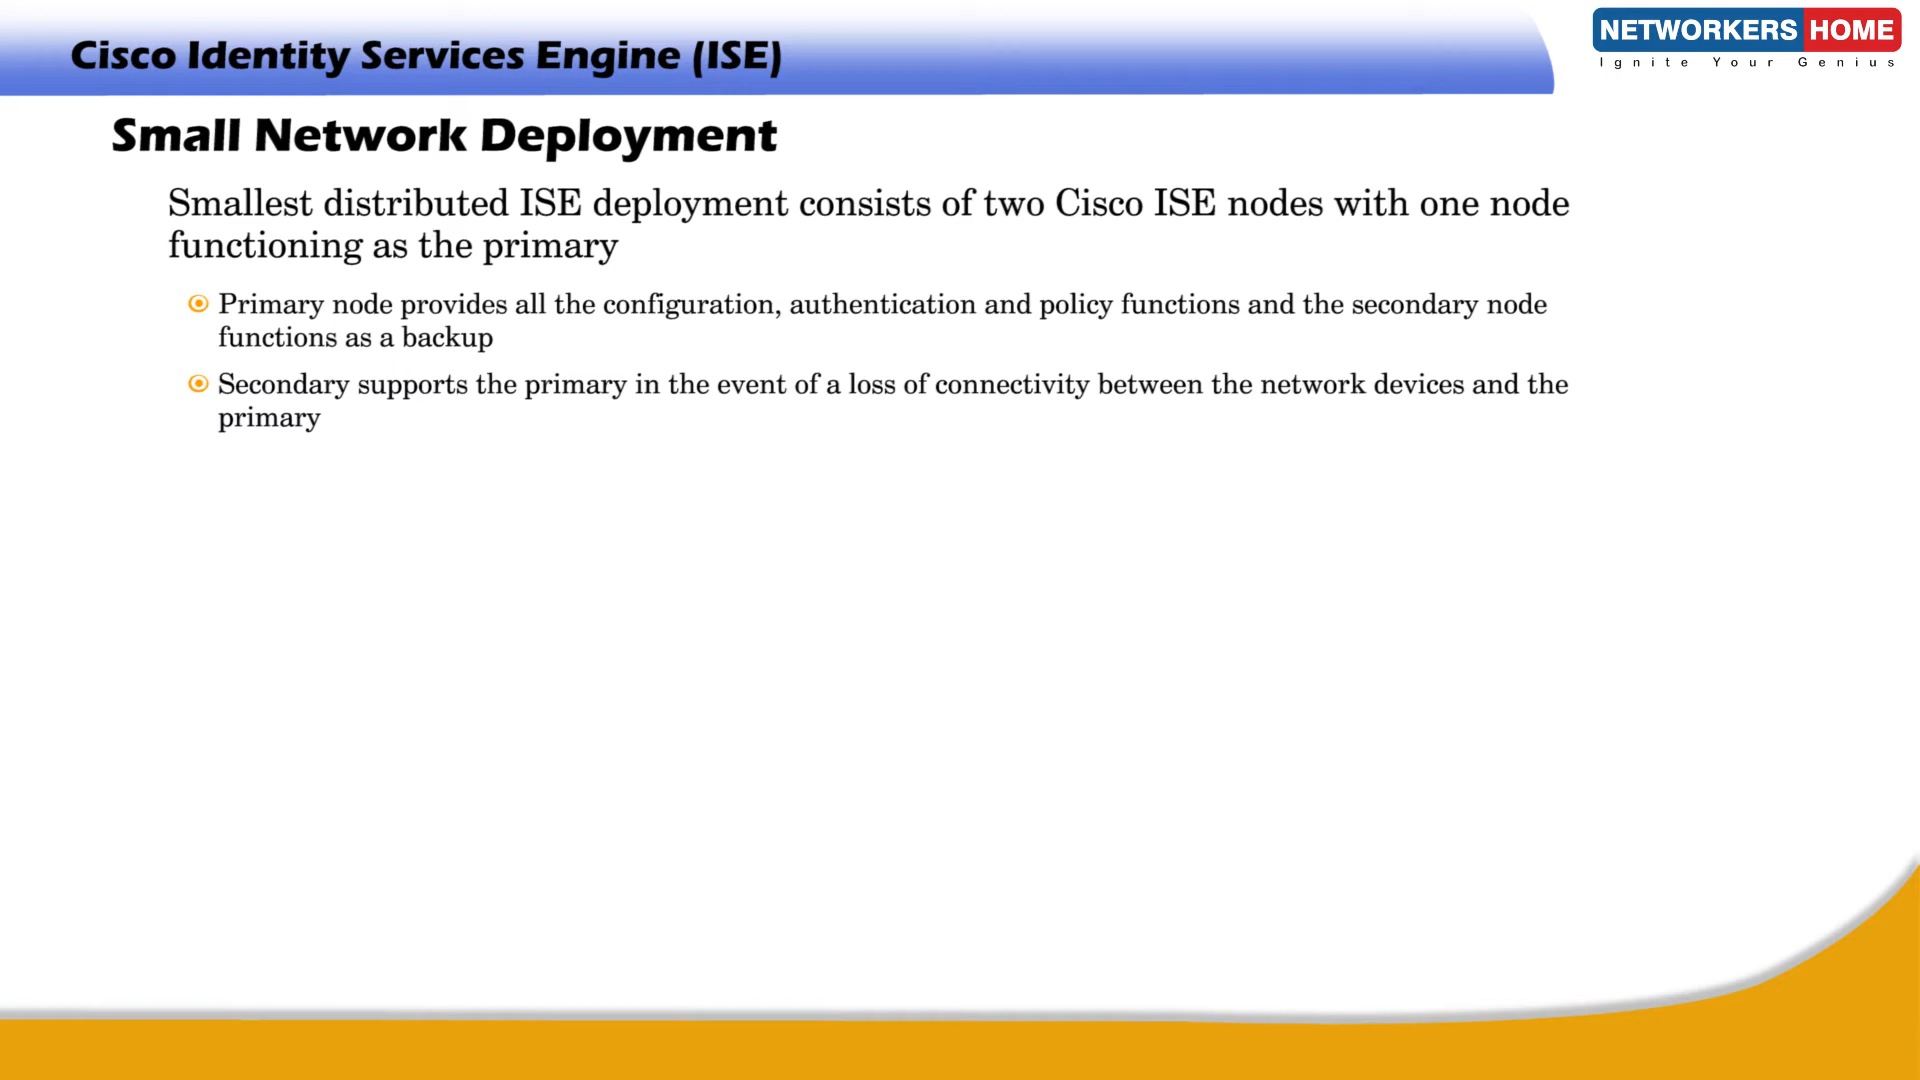 Cisco Identity Services Engine (ISE)
NETWORKERS HOME
Ignite Your Genius
Small Network Deployment
Smallest distributed ISE deployment consists of two Cisco ISE nodes with one node
functioning as the primary
Primary node provides all the configuration, authentication and policy functions and the secondary node
functions as a backup
Secondary supports the primary in the event of a loss of connectivity between the network devices and the
primary